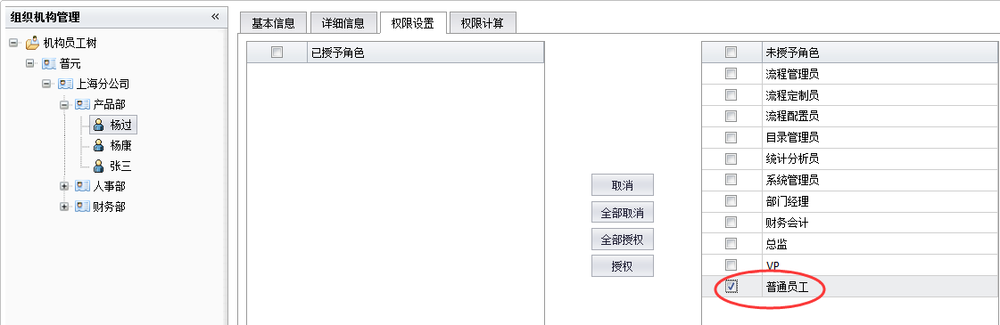 组织机构管理
机构员工树
普元
上海分公司
产品部
杨过
杨康
张三
人事部
财务部
基本信息 详细信息 权限设置 权限计算
已授予角色
取消
全部取消
全部授权
授权
未授予角色
流程管理员
流程定制员
流程配置员
目录管理员
统计分析员
系统管理员
部门经理
财务会计
总监
VP
普通员工